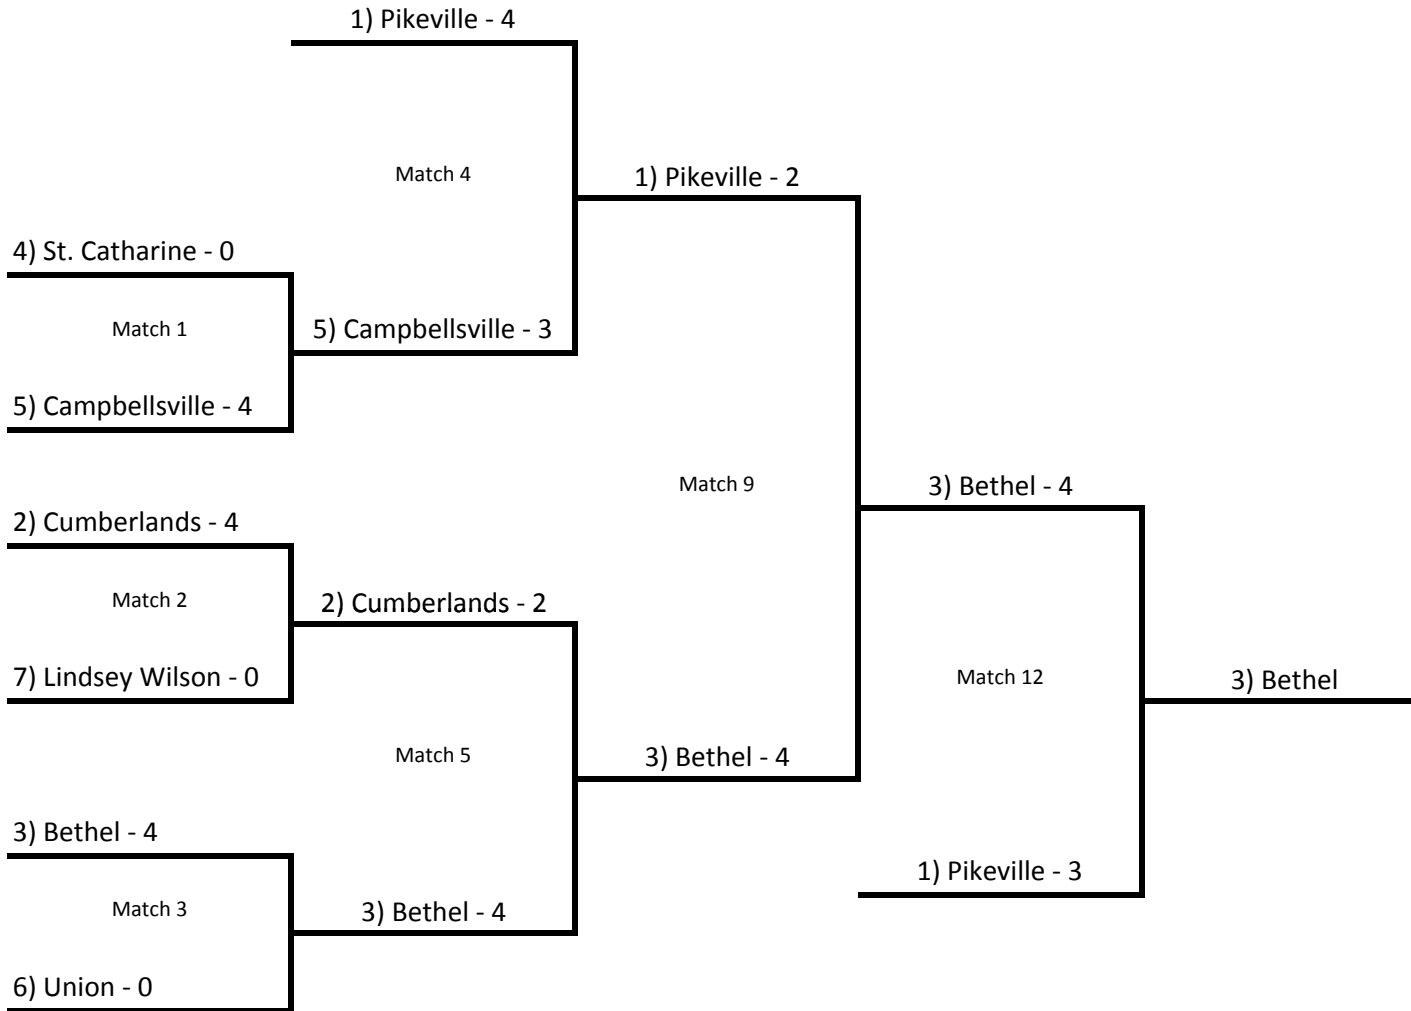 1) Pikeville - 4
Match 4
1) Pikeville - 2
4) St. Catharine - 0
Match 1
5) Campbellsville - 3
5) Campbellsville - 4
Match 9
3) Bethel - 4
2) Cumberlands - 4
Match 2
2) Cumberlands - 2
7) Lindsey Wilson - 0
Match 12
3) Bethel
Match 5
3) Bethel - 4
3) Bethel - 4
1) Pikeville - 3
Match 3
3) Bethel - 4
6) Union - 0